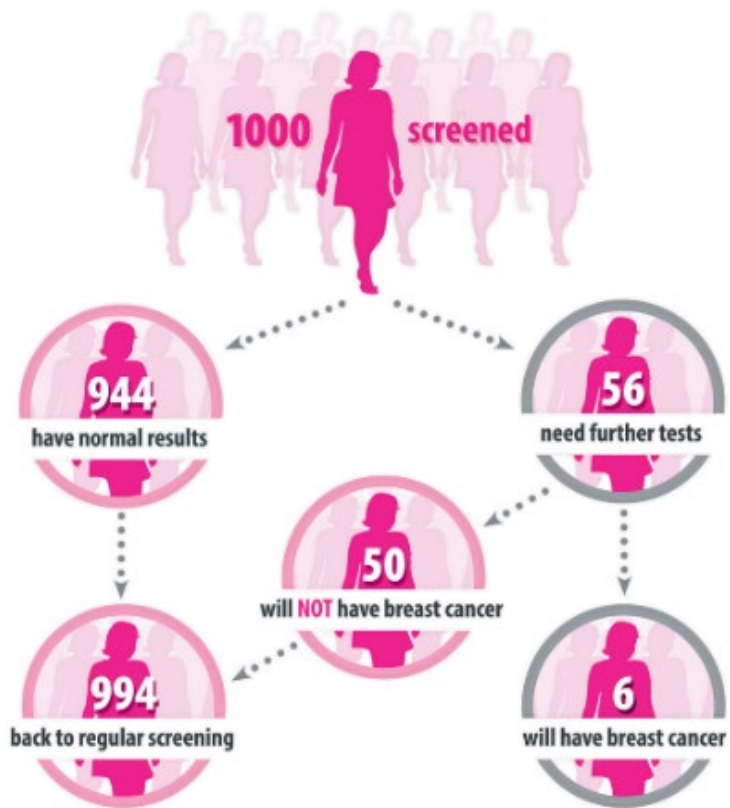 1000 screened
944
have normal results
56
need further tests
50
will NOT have breast cancer
994
back to regular screening
6
will have breast cancer